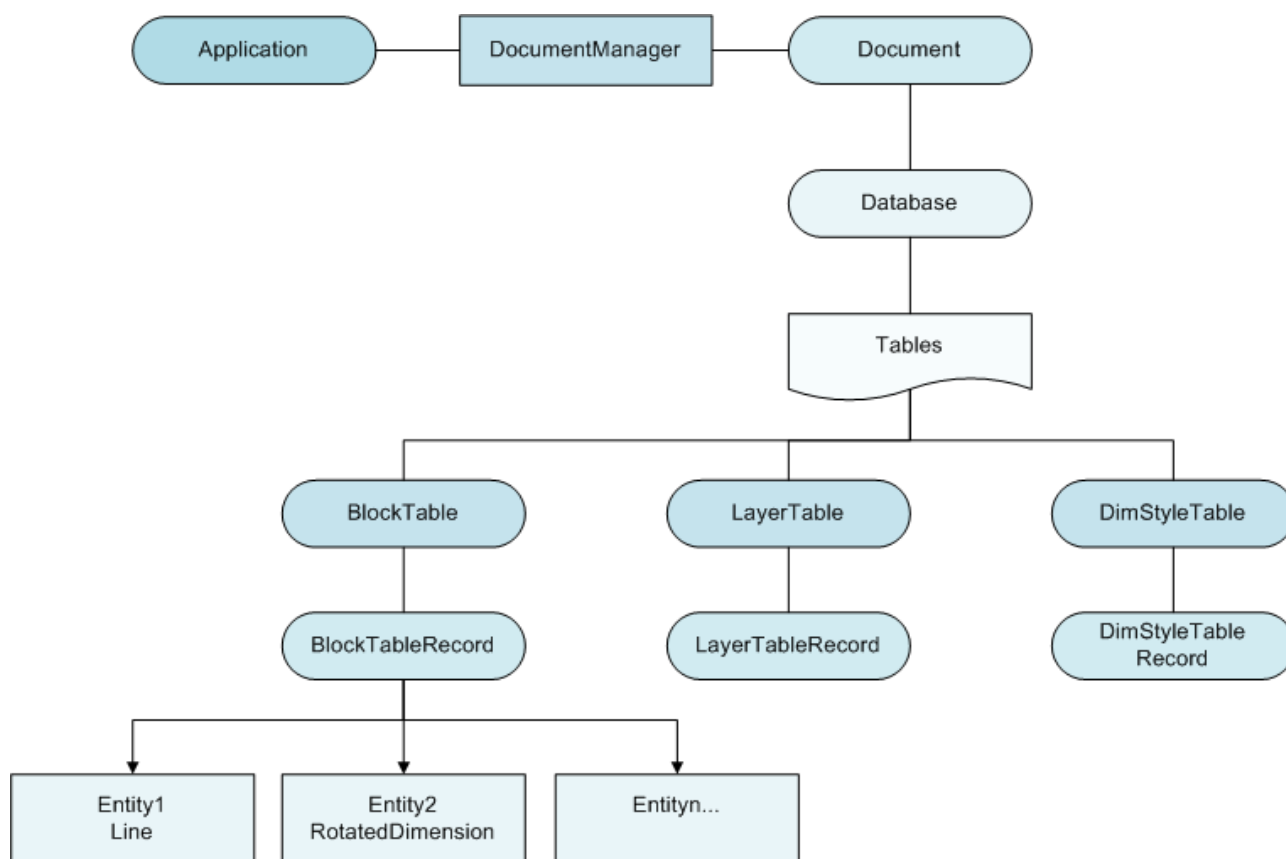 Application
DocumentManager
Document
Database
Tables
BlockTable
LayerTable
DimStyleTable
BlockTableRecord
LayerTableRecord
DimStyleTable
Record
Entity1
Line
Entity2
RotatedDimension
Entityn...